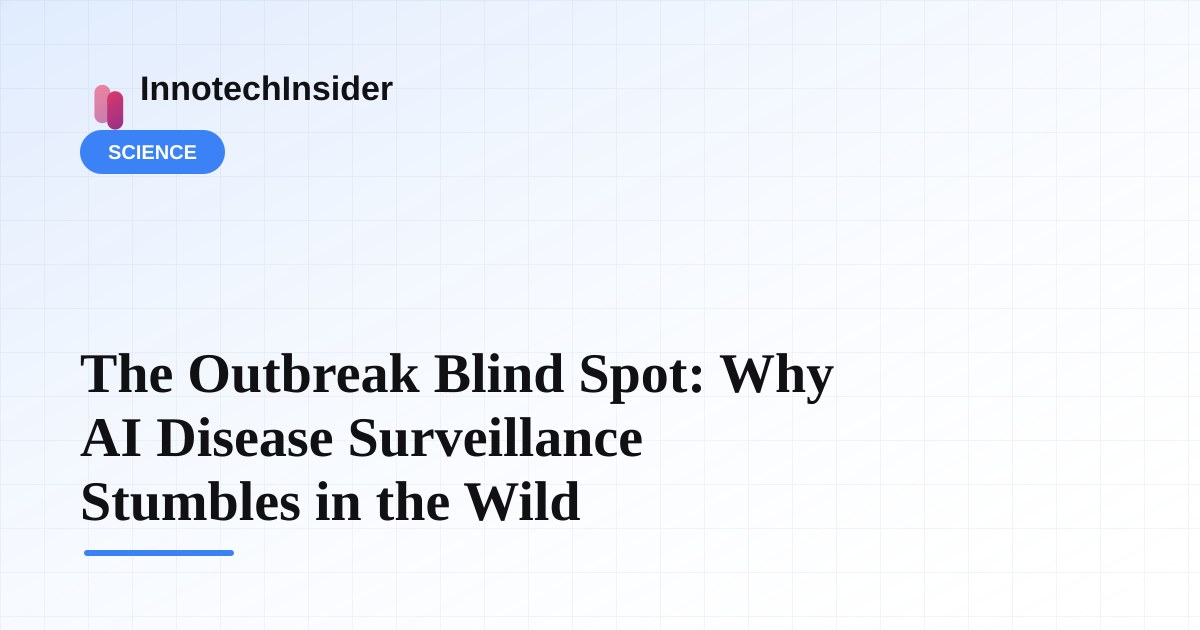 InnotechInsider
SCIENCE
The Outbreak Blind Spot: Why
AI Disease Surveillance
Stumbles in the Wild